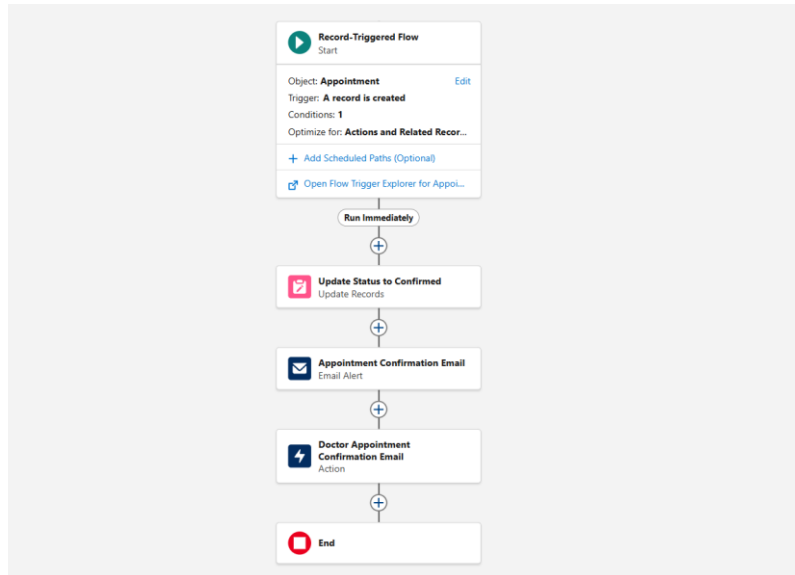 Record-Triggered Flow
Start
Object: Appointment Edit
Trigger: A record is created
Conditions: 1
Optimize for: Actions and Related Recor...
+ Add Scheduled Paths (Optional)
Open Flow Trigger Explorer for Appoi...
Run Immediately
Update Status to Confirmed
Update Records
Appointment Confirmation Email
Email Alert
Doctor Appointment
Confirmation Email
Action
End